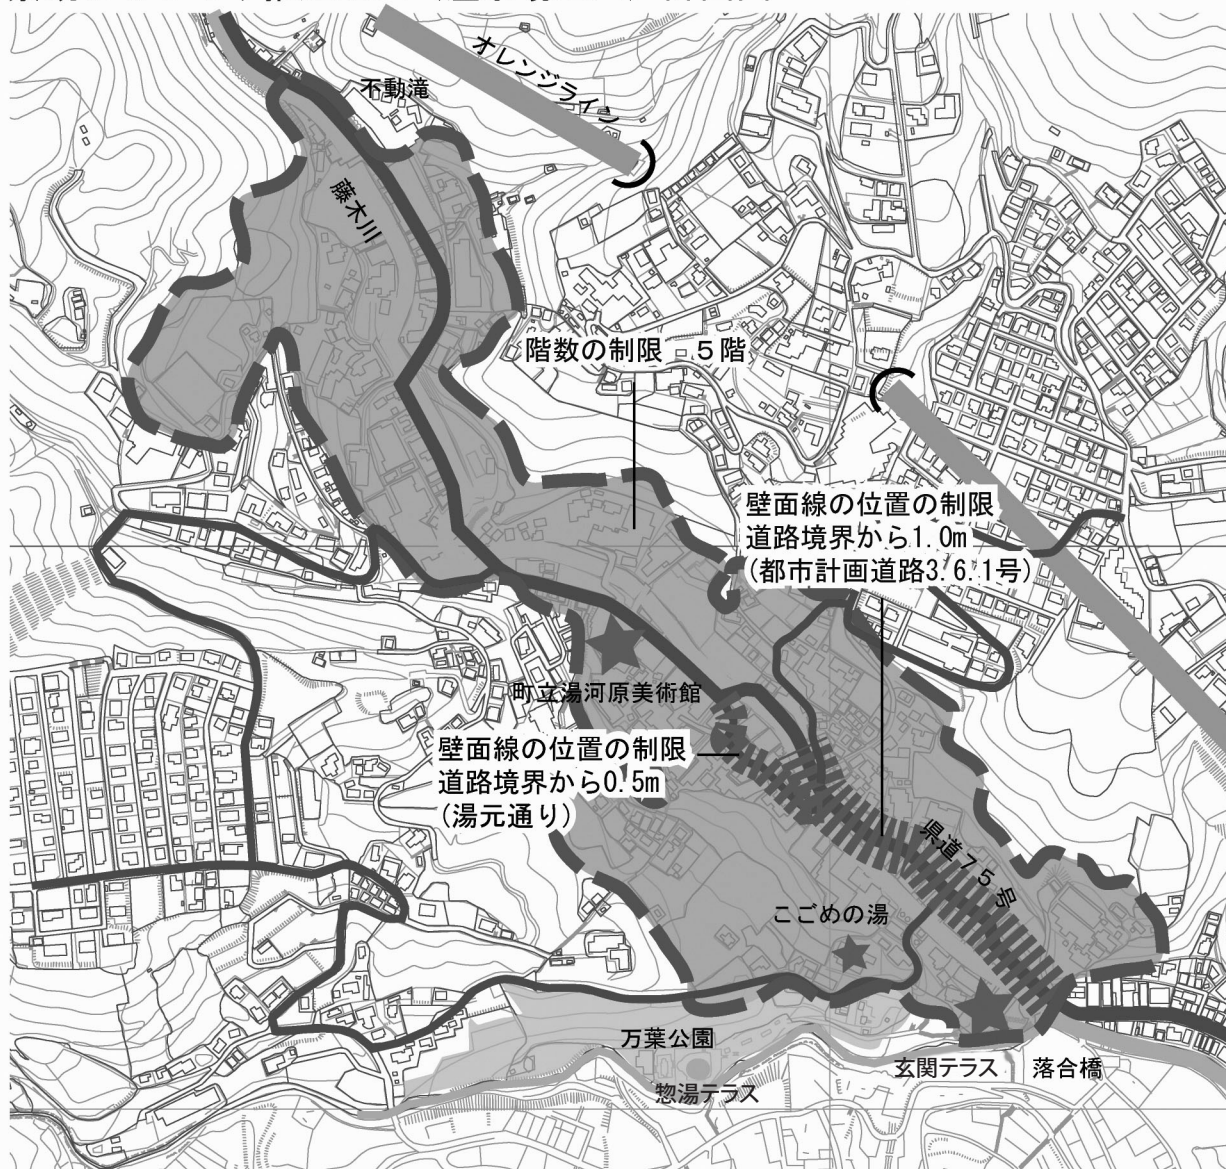 オレンジライン
不動滝
藤木川
階数の制限　５階
壁面線の位置の制限
道路境界から1.0m
(都市計画道路3.6.1号)
町立湯河原美術館
壁面線の位置の制限
道路境界から0.5m
(湯元通り)
県道７５号
こごめの湯
万葉公園
惣湯テラス
玄関テラス
落合橋